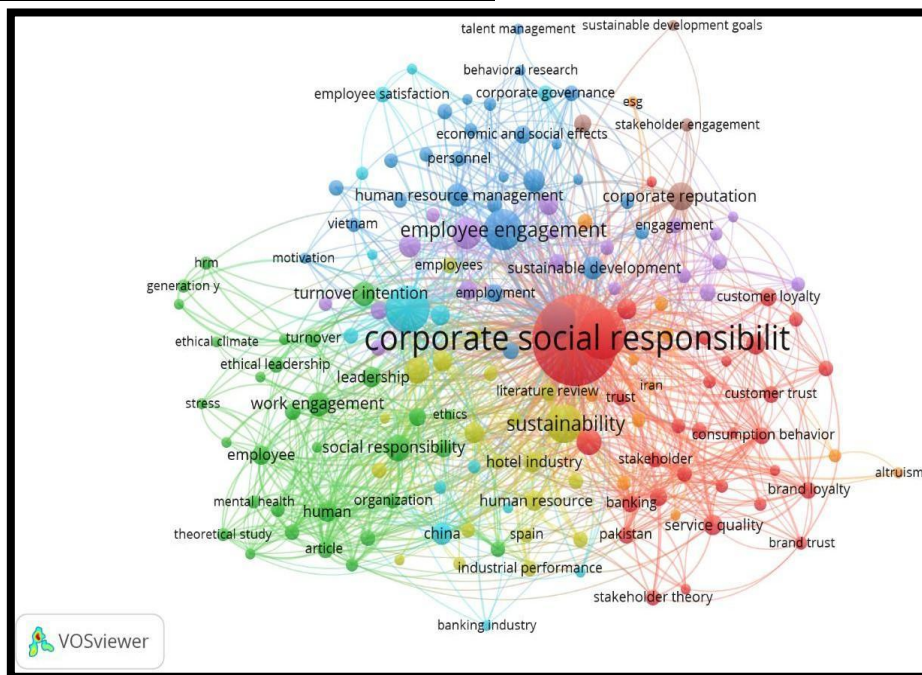 talent management
sustainable development goals
behavioral research
employee satisfaction
corporate governance
esg
economic and social effects
stakeholder engagement
personnel
human resource management
corporate reputation
vietnam
employee engagement
engagement
hrm
motivation
employees
sustainable development
generation y
turnover intention
employment
customer loyalty
ethical climate
turnover
corporate social responsibilit
ethical leadership
leadership
literature review
iran
trust
customer trust
stress
work engagement
ethics
sustainability
consumption behavior
employee
social responsibility
hotel industry
stakeholder
altruism
mental health
human
organization
human resource
banking
brand loyalty
theoretical study
china
spain
pakistan
service quality
brand trust
article
industrial performance
stakeholder theory
banking industry
VOSviewer